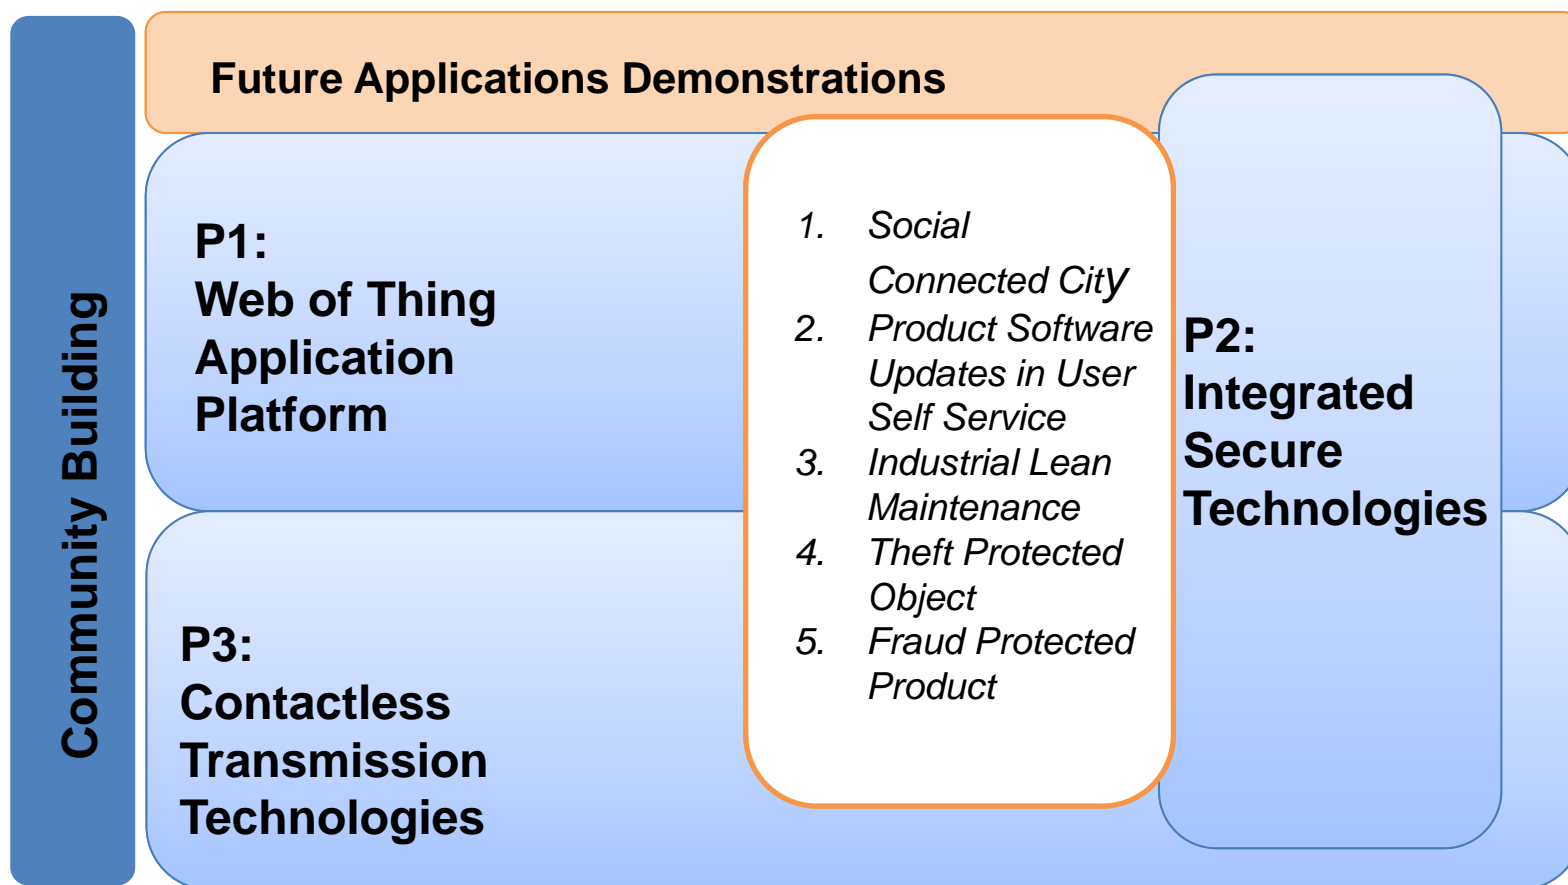 Future Applications Demonstrations
Community Building
P1:
Web of Thing
Application
Platform
1. Social
Connected City
2. Product Software
Updates in User
Self Service
3. Industrial Lean
Maintenance
4. Theft Protected
Object
5. Fraud Protected
Product
P2:
Integrated
Secure
Technologies
P3:
Contactless
Transmission
Technologies